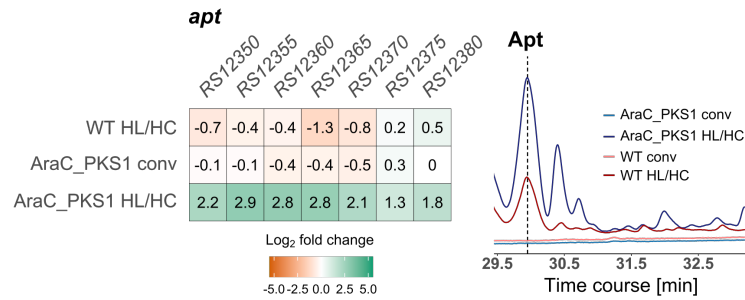 apt
RS12350 RS12355 RS12360 RS12365 RS12370 RS12375 RS12380
WT HL/HC -0.7 -0.4 -0.4 -1.3 -0.8 0.2 0.5
AraC_PKS1 conv -0.1 -0.1 -0.4 -0.4 -0.5 0.3 0
AraC_PKS1 HL/HC 2.2 2.9 2.8 2.8 2.1 1.3 1.8
Log2 fold change
-5.0 -2.5 0.0 2.5 5.0
Apt
AraC_PKS1 conv
AraC_PKS1 HL/HC
WT conv
WT HL/HC
29.5 30.5 31.5 32.5
Time course [min]